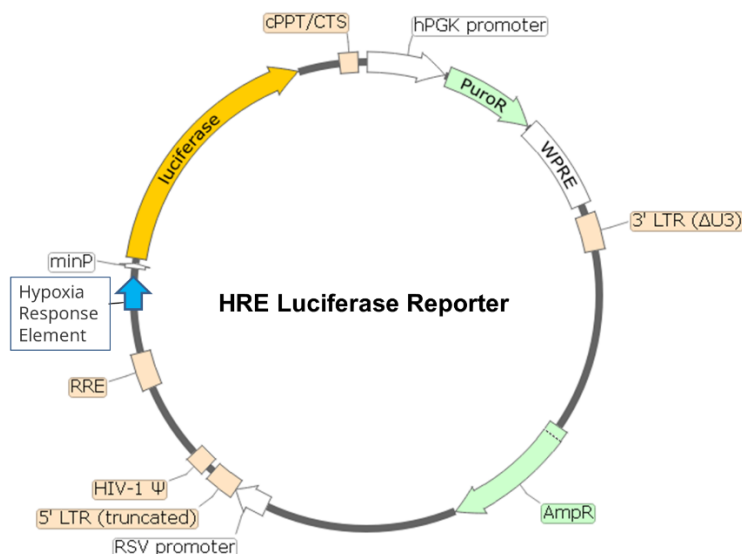 cPPT/CTS
hPGK promoter
PuroR
luciferase
WPRE
3' LTR (ΔU3)
minP
Hypoxia
Response
Element
HRE Luciferase Reporter
RRE
HIV-1 Ψ
5' LTR (truncated)
AmpR
RSV promoter